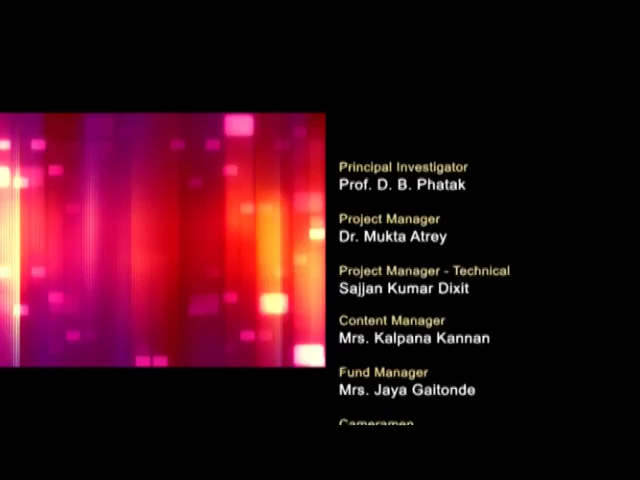 Principal Investigator
Prof. D. B. Phatak
Project Manager
Dr. Mukta Atrey
Project Manager - Technical
Sajjan Kumar Dixit
Content Manager
Mrs. Kalpana Kannan
Fund Manager
Mrs. Jaya Gaitonde
Cameramen